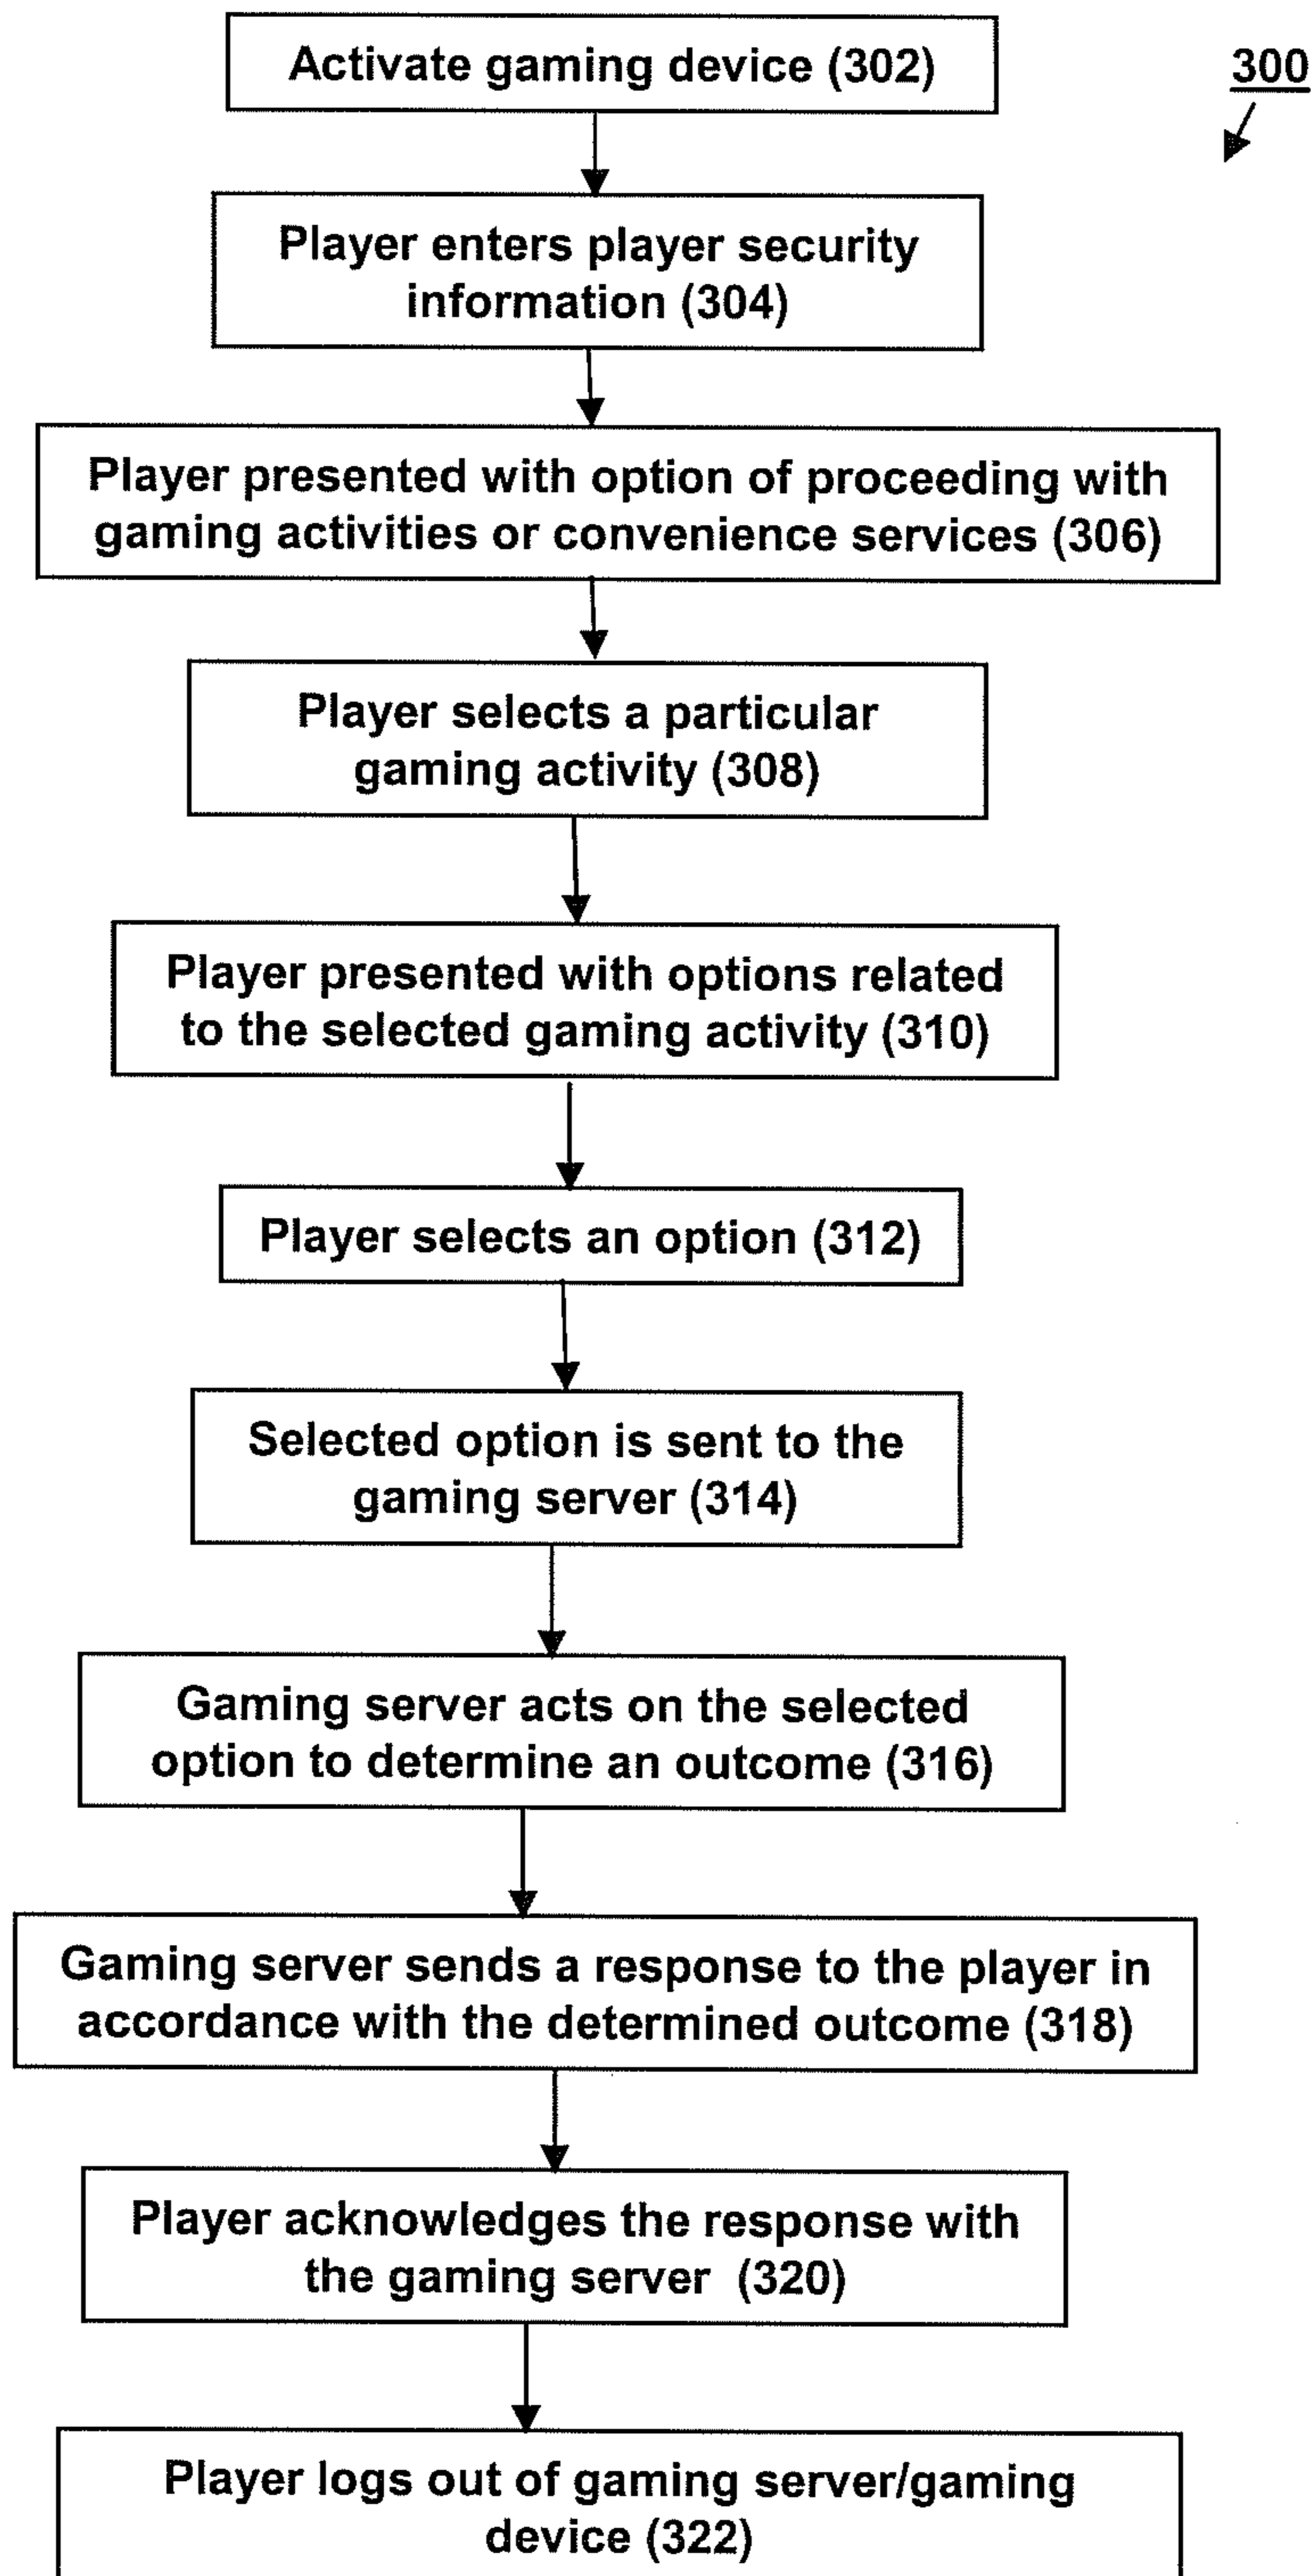 Activate gaming device (302)
300
Player enters player security
information (304)
Player presented with option of proceeding with
gaming activities or convenience services (306)
Player selects a particular
gaming activity (308)
Player presented with options related
to the selected gaming activity (310)
Player selects an option (312)
Selected option is sent to the
gaming server (314)
Gaming server acts on the selected
option to determine an outcome (316)
Gaming server sends a response to the player in
accordance with the determined outcome (318)
Player acknowledges the response with
the gaming server (320)
Player logs out of gaming server/gaming
device (322)